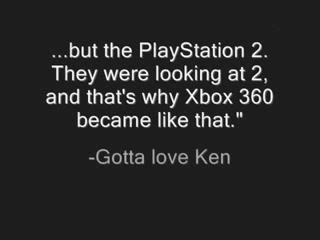 ...but the PlayStation 2.
They were looking at 2,
and that's why Xbox 360
became like that."
-Gotta love Ken